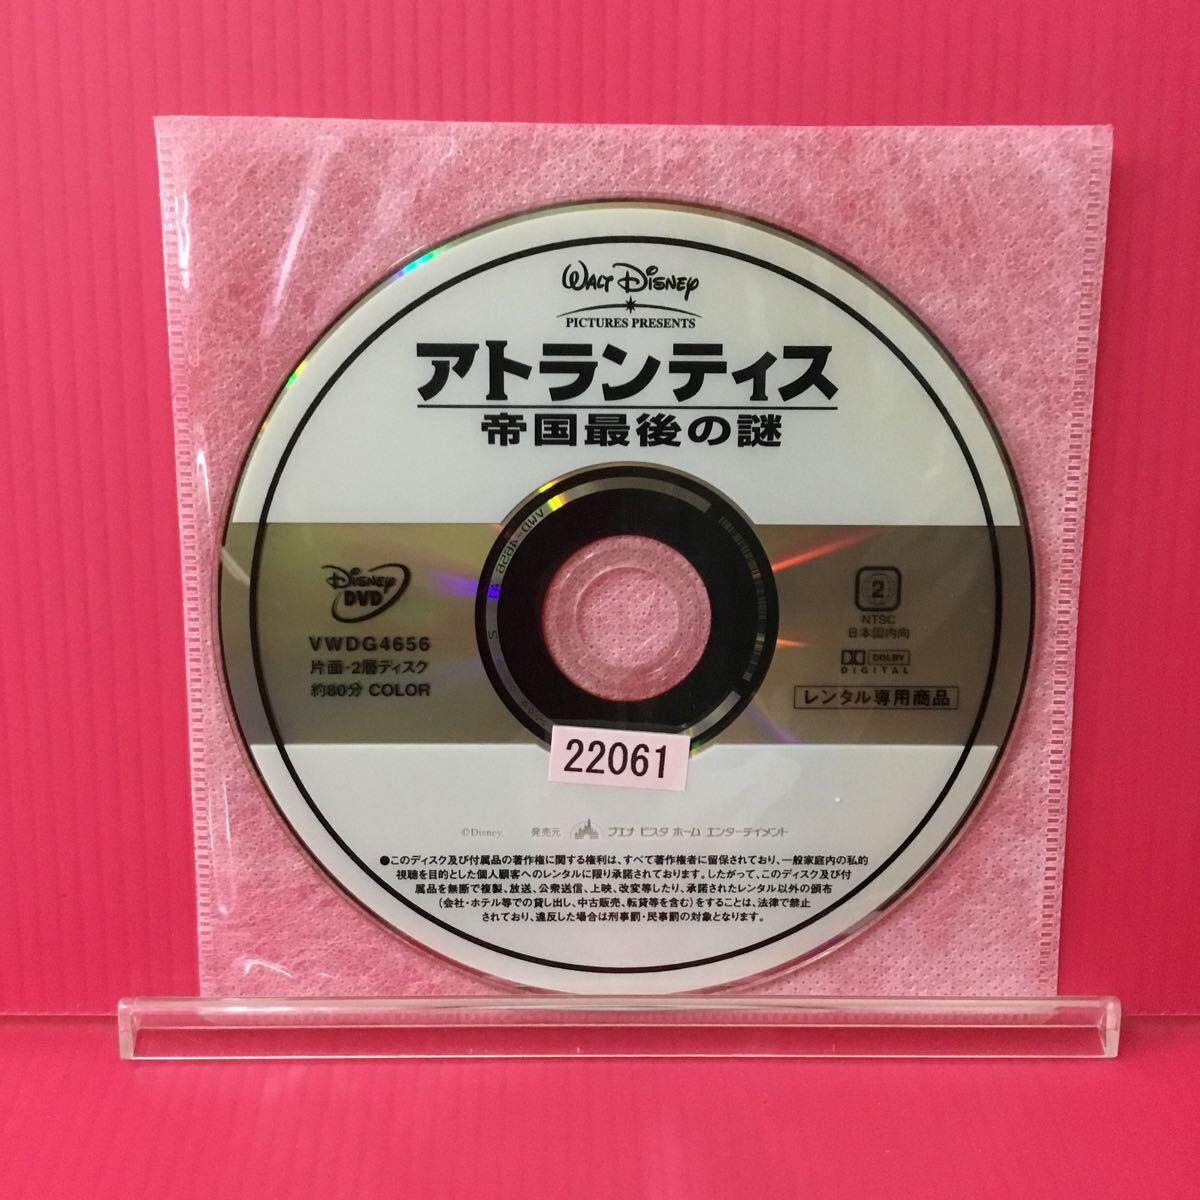 WALT DISNEY
PICTURES PRESENTS
アトランティス
帝国最後の謎
VWD-4656 A1
DISNEY
DVD
VWDG4656
片面-2層ディスク
約80分 COLOR
2
NTSC
日本国内向
DOLBY
DIGITAL
レンタル専用商品
22061
©Disney. 発売元 ブエナ ビスタ ホーム エンターテイメント
●このディスク及び付属品の著作権に関する権利は、すべて著作権者に留保されており、一般家庭内の私的
視聴を目的とした個人顧客へのレンタルに限り承諾されております。したがって、このディスク及び付
属品を無断で複製、放送、公衆送信、上映、改変等したり、承諾されたレンタル以外の頒布
(会社・ホテル等での貸し出し、中古販売、転貸等を含む)をすることは、法律で禁止
されており、違反した場合は刑事罰・民事罰の対象となります。